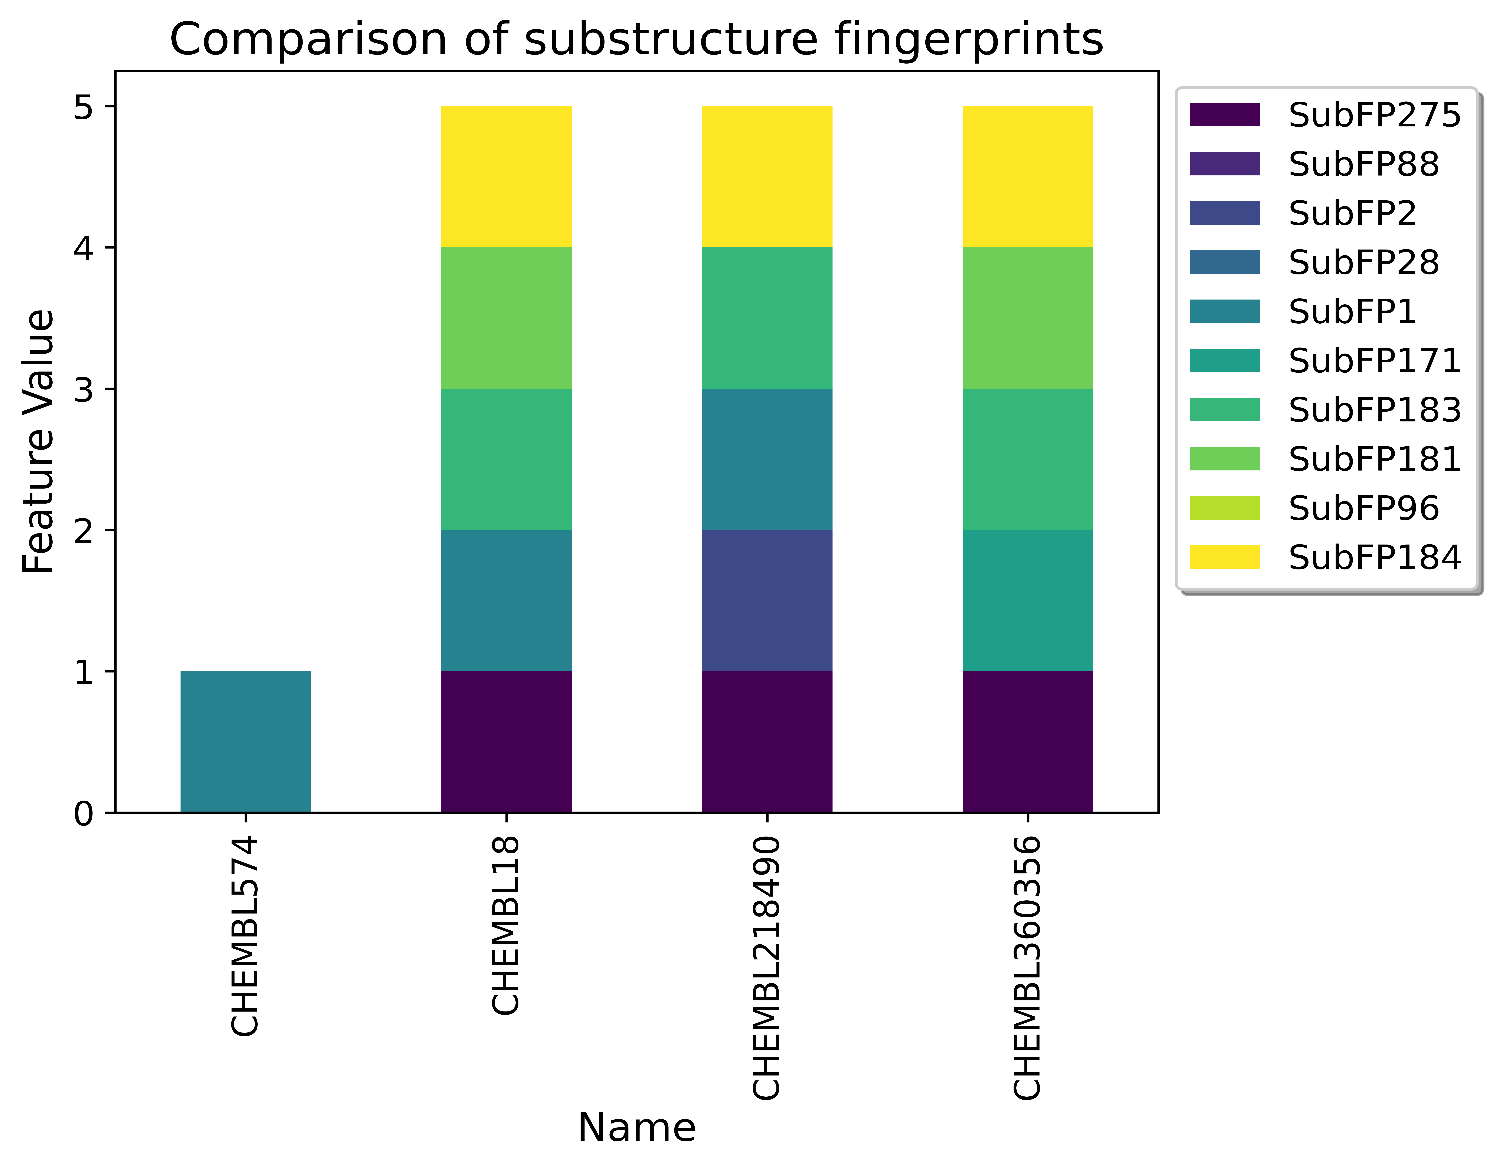 Comparison of substructure fingerprints
Feature Value
5
4
3
2
1
0
CHEMBL574
CHEMBL18
CHEMBL218490
CHEMBL360356
Name
SubFP275
SubFP88
SubFP2
SubFP28
SubFP1
SubFP171
SubFP183
SubFP181
SubFP96
SubFP184